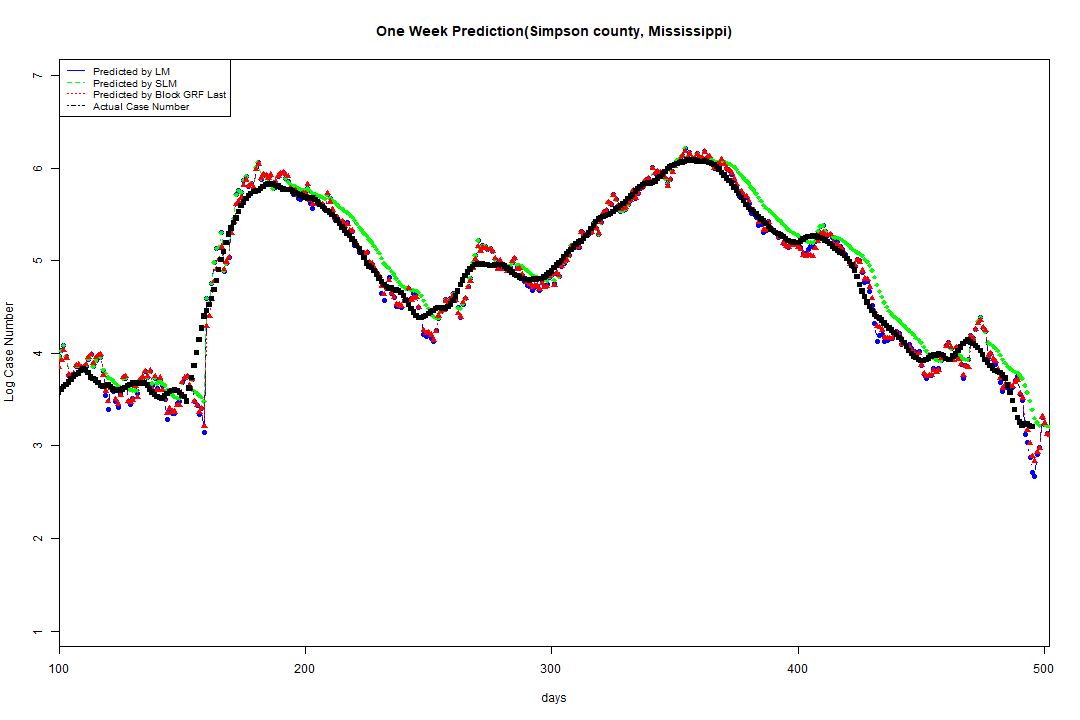 One Week Prediction(Simpson county, Mississippi)
Predicted by LM
Predicted by SLM
Predicted by Block GRF Last
Actual Case Number
7
6
5
4
3
2
1
Log Case Number
100 200 300 400 500
days